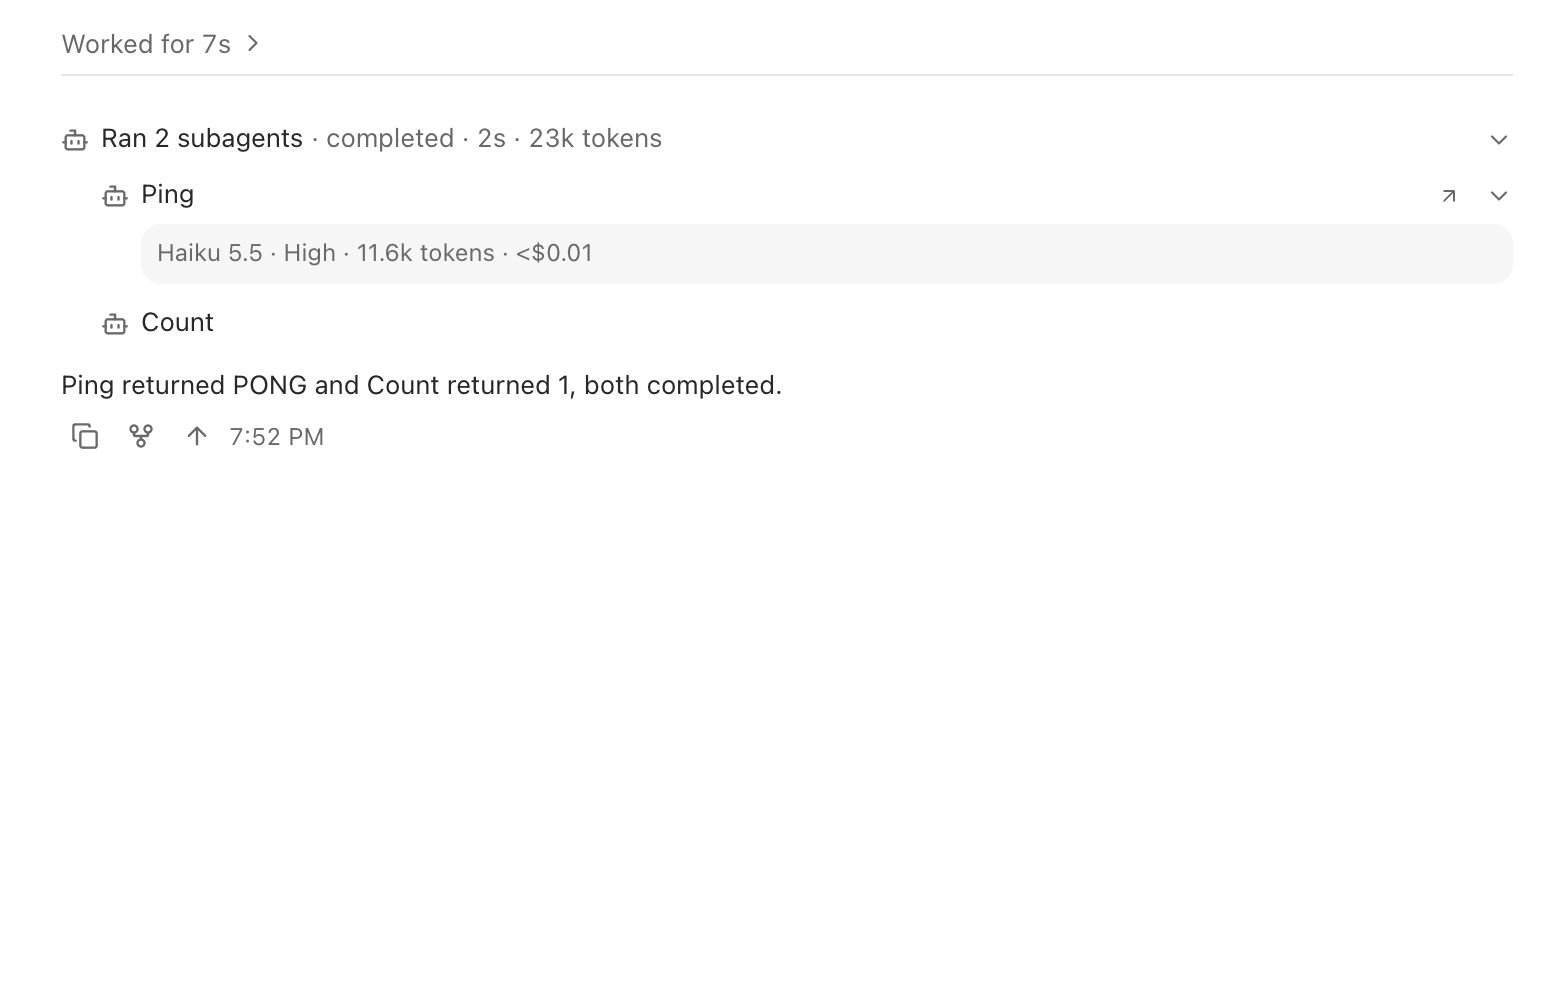 Worked for 7s
Ran 2 subagents · completed · 2s · 23k tokens
Ping
Haiku 5.5 · High · 11.6k tokens · <$0.01
Count
Ping returned PONG and Count returned 1, both completed.
7:52 PM